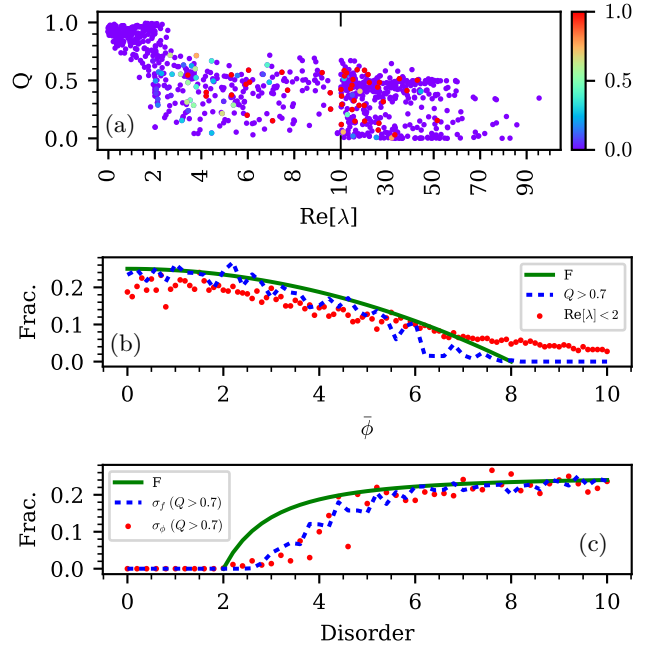 1.0
0.5
0.0
Q
(a)
0
2
4
6
8
10
30
50
70
90
Re[λ]
1.0
0.5
0.0
0.2
0.1
0.0
Frac.
(b)
F
Q > 0.7
Re[λ] < 2
0 2 4 6 8 10
ϕ̄
0.2
0.1
0.0
Frac.
F
σ_f (Q > 0.7)
σ_ϕ (Q > 0.7)
(c)
0 2 4 6 8 10
Disorder